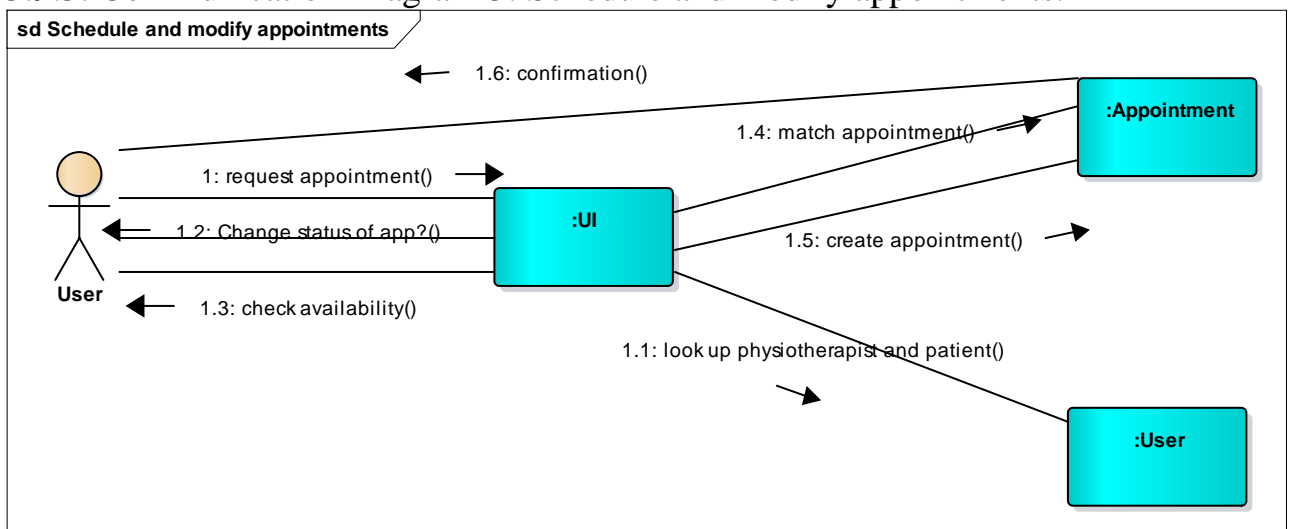 sd Schedule and modify appointments
1.6: confirmation()
:Appointment
1.4: match appointment()
1: request appointment()
:UI
1.2: Change status of app?()
1.5: create appointment()
User
1.3: check availability()
1.1: look up physiotherapist and patient()
:User